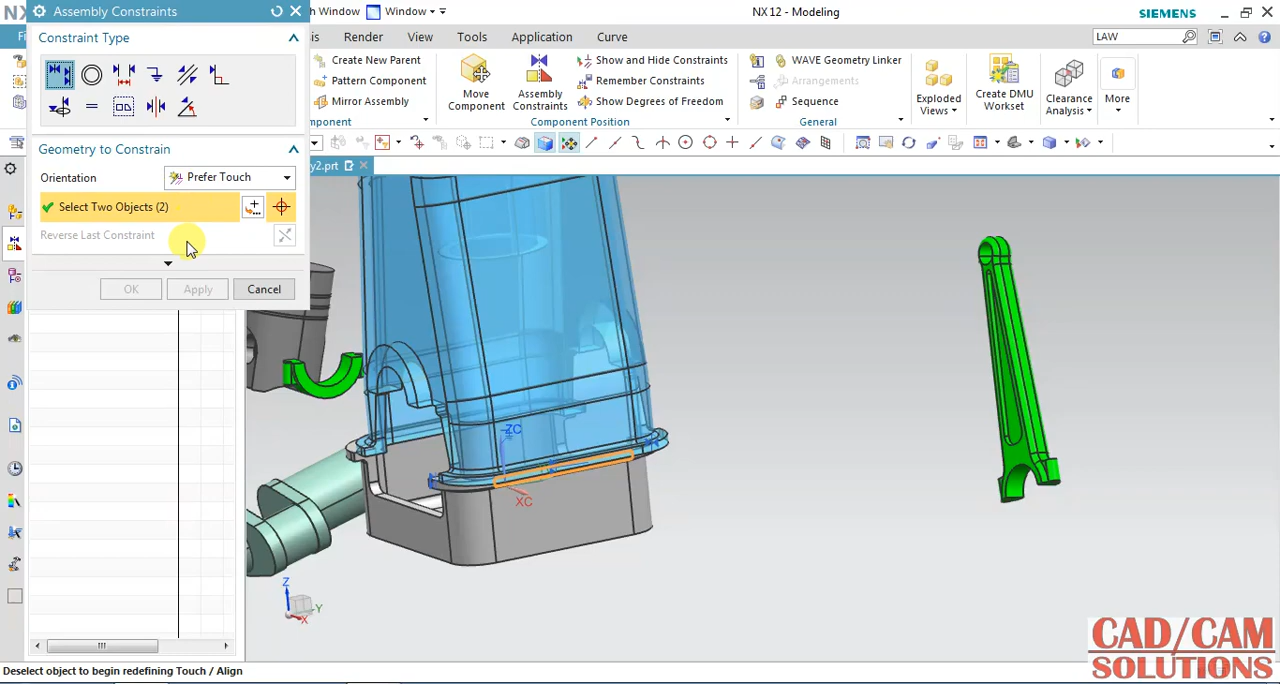 Assembly Constraints
Constraint Type
Geometry to Constrain
Orientation
Prefer Touch
Select Two Objects (2)
Reverse Last Constraint
OK
Apply
Cancel
Window
NX 12 - Modeling
SIEMENS
Render
View
Tools
Application
Curve
LAW
Create New Parent
Pattern Component
Mirror Assembly
Move
Component
Assembly
Constraints
Show and Hide Constraints
Remember Constraints
Show Degrees of Freedom
Component Position
WAVE Geometry Linker
Arrangements
Sequence
General
Exploded
Views
Create DMU
Workset
Clearance
Analysis
More
y2.prt
ZC
XC
Z
Y
X
Deselect object to begin redefining Touch / Align
CAD/CAM
SOLUTIONS